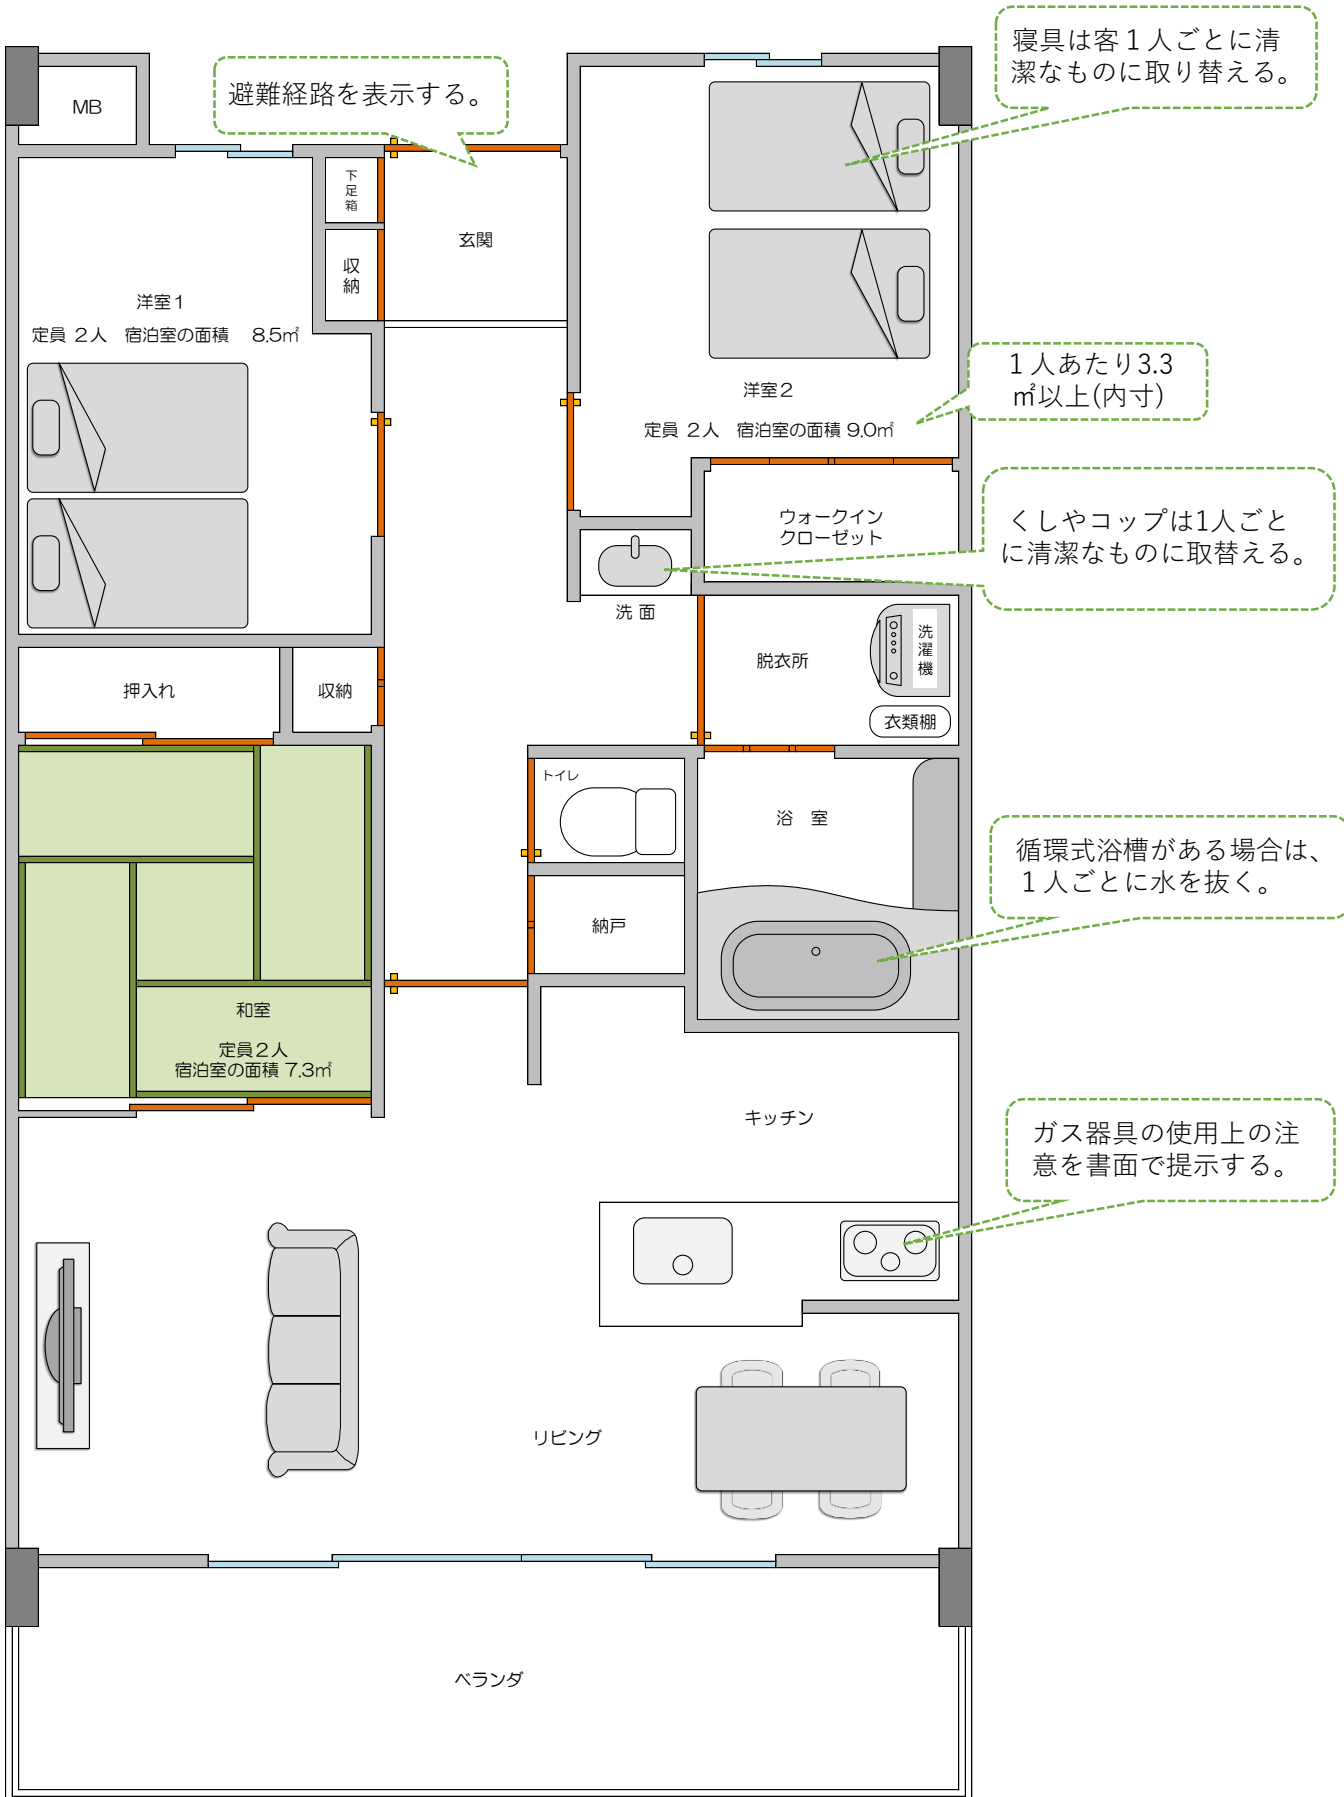 寝具は客１人ごとに清
潔なものに取り替える。
避難経路を表示する。
MB
下足箱
収納
玄関
洋室１
定員 2人　宿泊室の面積　8.5㎡
１人あたり3.3
㎡以上(内寸)
洋室２
定員 2人　宿泊室の面積 9.0㎡
くしやコップは1人ごと
に清潔なものに取替える。
ウォークイン
クローゼット
洗 面
脱衣所
洗濯機
衣類棚
押入れ
収納
トイレ
浴　室
循環式浴槽がある場合は、
１人ごとに水を抜く。
納戸
和室
定員２人
宿泊室の面積 7.3㎡
キッチン
ガス器具の使用上の注
意を書面で提示する。
リビング
ベランダ